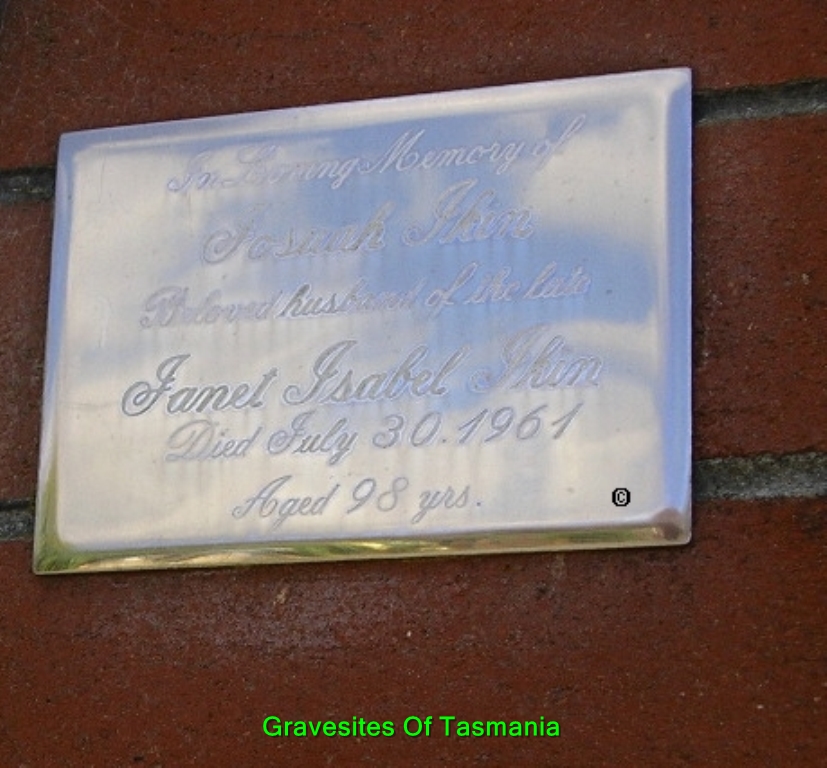 In Loving Memory of
Josiah Ikin
Beloved husband of the late
Janet Isabel Ikin
Died July 30.1961
Aged 98 yrs.
©
Gravesites Of Tasmania